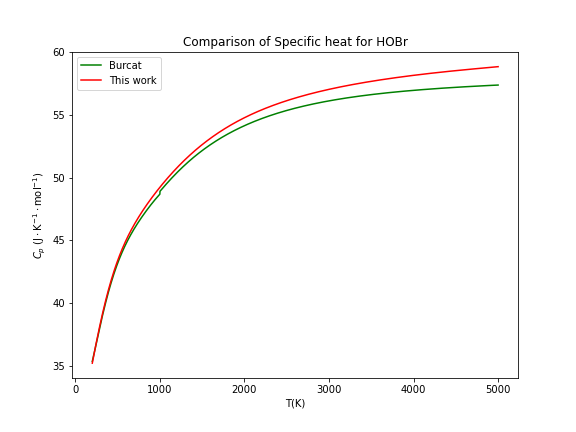 Comparison of Specific heat for HOBr
Burcat
This work
60
55
50
45
40
35
C_p (J · K⁻¹ · mol⁻¹)
0 1000 2000 3000 4000 5000
T(K)